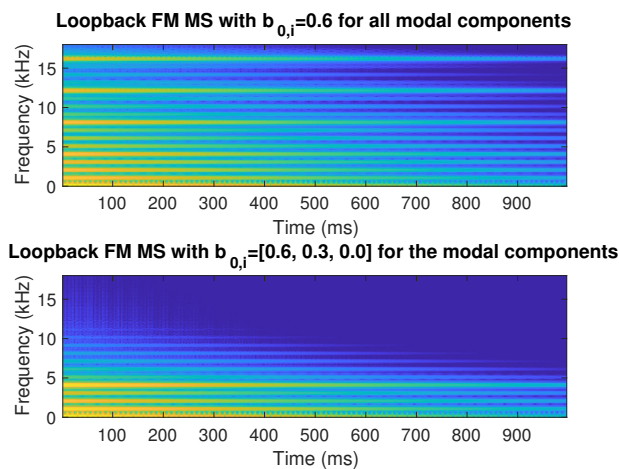 Loopback FM MS with b 0,i=0.6 for all modal components
Frequency (kHz)
15
10
5
0
100 200 300 400 500 600 700 800 900
Time (ms)
Loopback FM MS with b 0,i=[0.6, 0.3, 0.0] for the modal components
Frequency (kHz)
15
10
5
0
100 200 300 400 500 600 700 800 900
Time (ms)